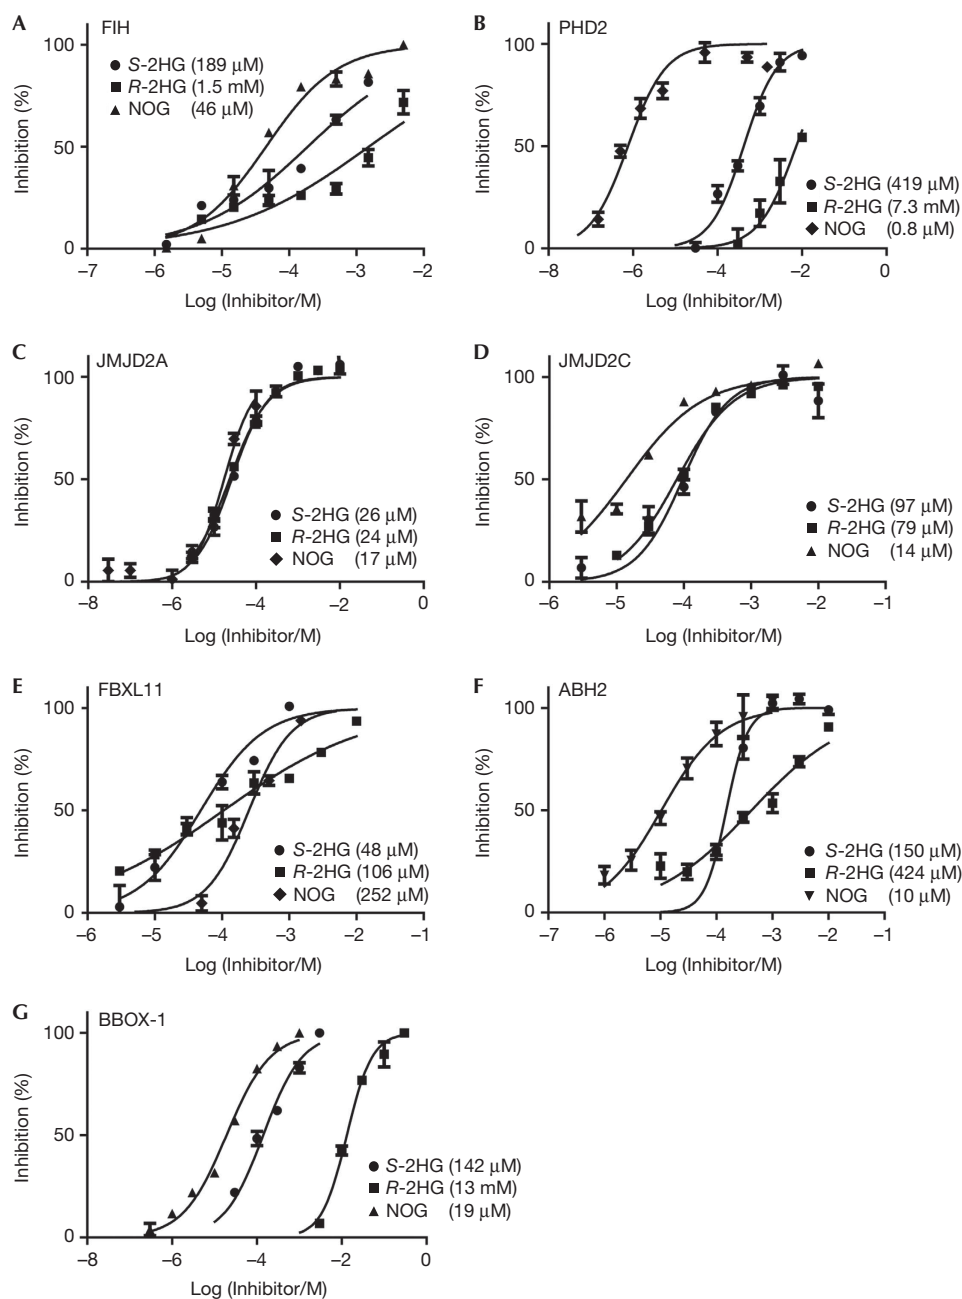 A
FIH
100
50
0
Inhibition (%)
S-2HG (189 μM)
R-2HG (1.5 mM)
NOG (46 μM)
–7 –6 –5 –4 –3 –2
Log (Inhibitor/M)
B
PHD2
100
50
0
Inhibition (%)
S-2HG (419 μM)
R-2HG (7.3 mM)
NOG (0.8 μM)
–8 –6 –4 –2 0
Log (Inhibitor/M)
C
JMJD2A
100
50
0
Inhibition (%)
S-2HG (26 μM)
R-2HG (24 μM)
NOG (17 μM)
–8 –6 –4 –2 0
Log (Inhibitor/M)
D
JMJD2C
100
50
0
Inhibition (%)
S-2HG (97 μM)
R-2HG (79 μM)
NOG (14 μM)
–6 –5 –4 –3 –2 –1
Log (Inhibitor/M)
E
FBXL11
100
50
0
Inhibition (%)
S-2HG (48 μM)
R-2HG (106 μM)
NOG (252 μM)
–6 –5 –4 –3 –2 –1
Log (Inhibitor/M)
F
ABH2
100
50
0
Inhibition (%)
S-2HG (150 μM)
R-2HG (424 μM)
NOG (10 μM)
–7 –6 –5 –4 –3 –2 –1
Log (Inhibitor/M)
G
BBOX-1
100
50
0
Inhibition (%)
S-2HG (142 μM)
R-2HG (13 mM)
NOG (19 μM)
–8 –6 –4 –2 0
Log (Inhibitor/M)